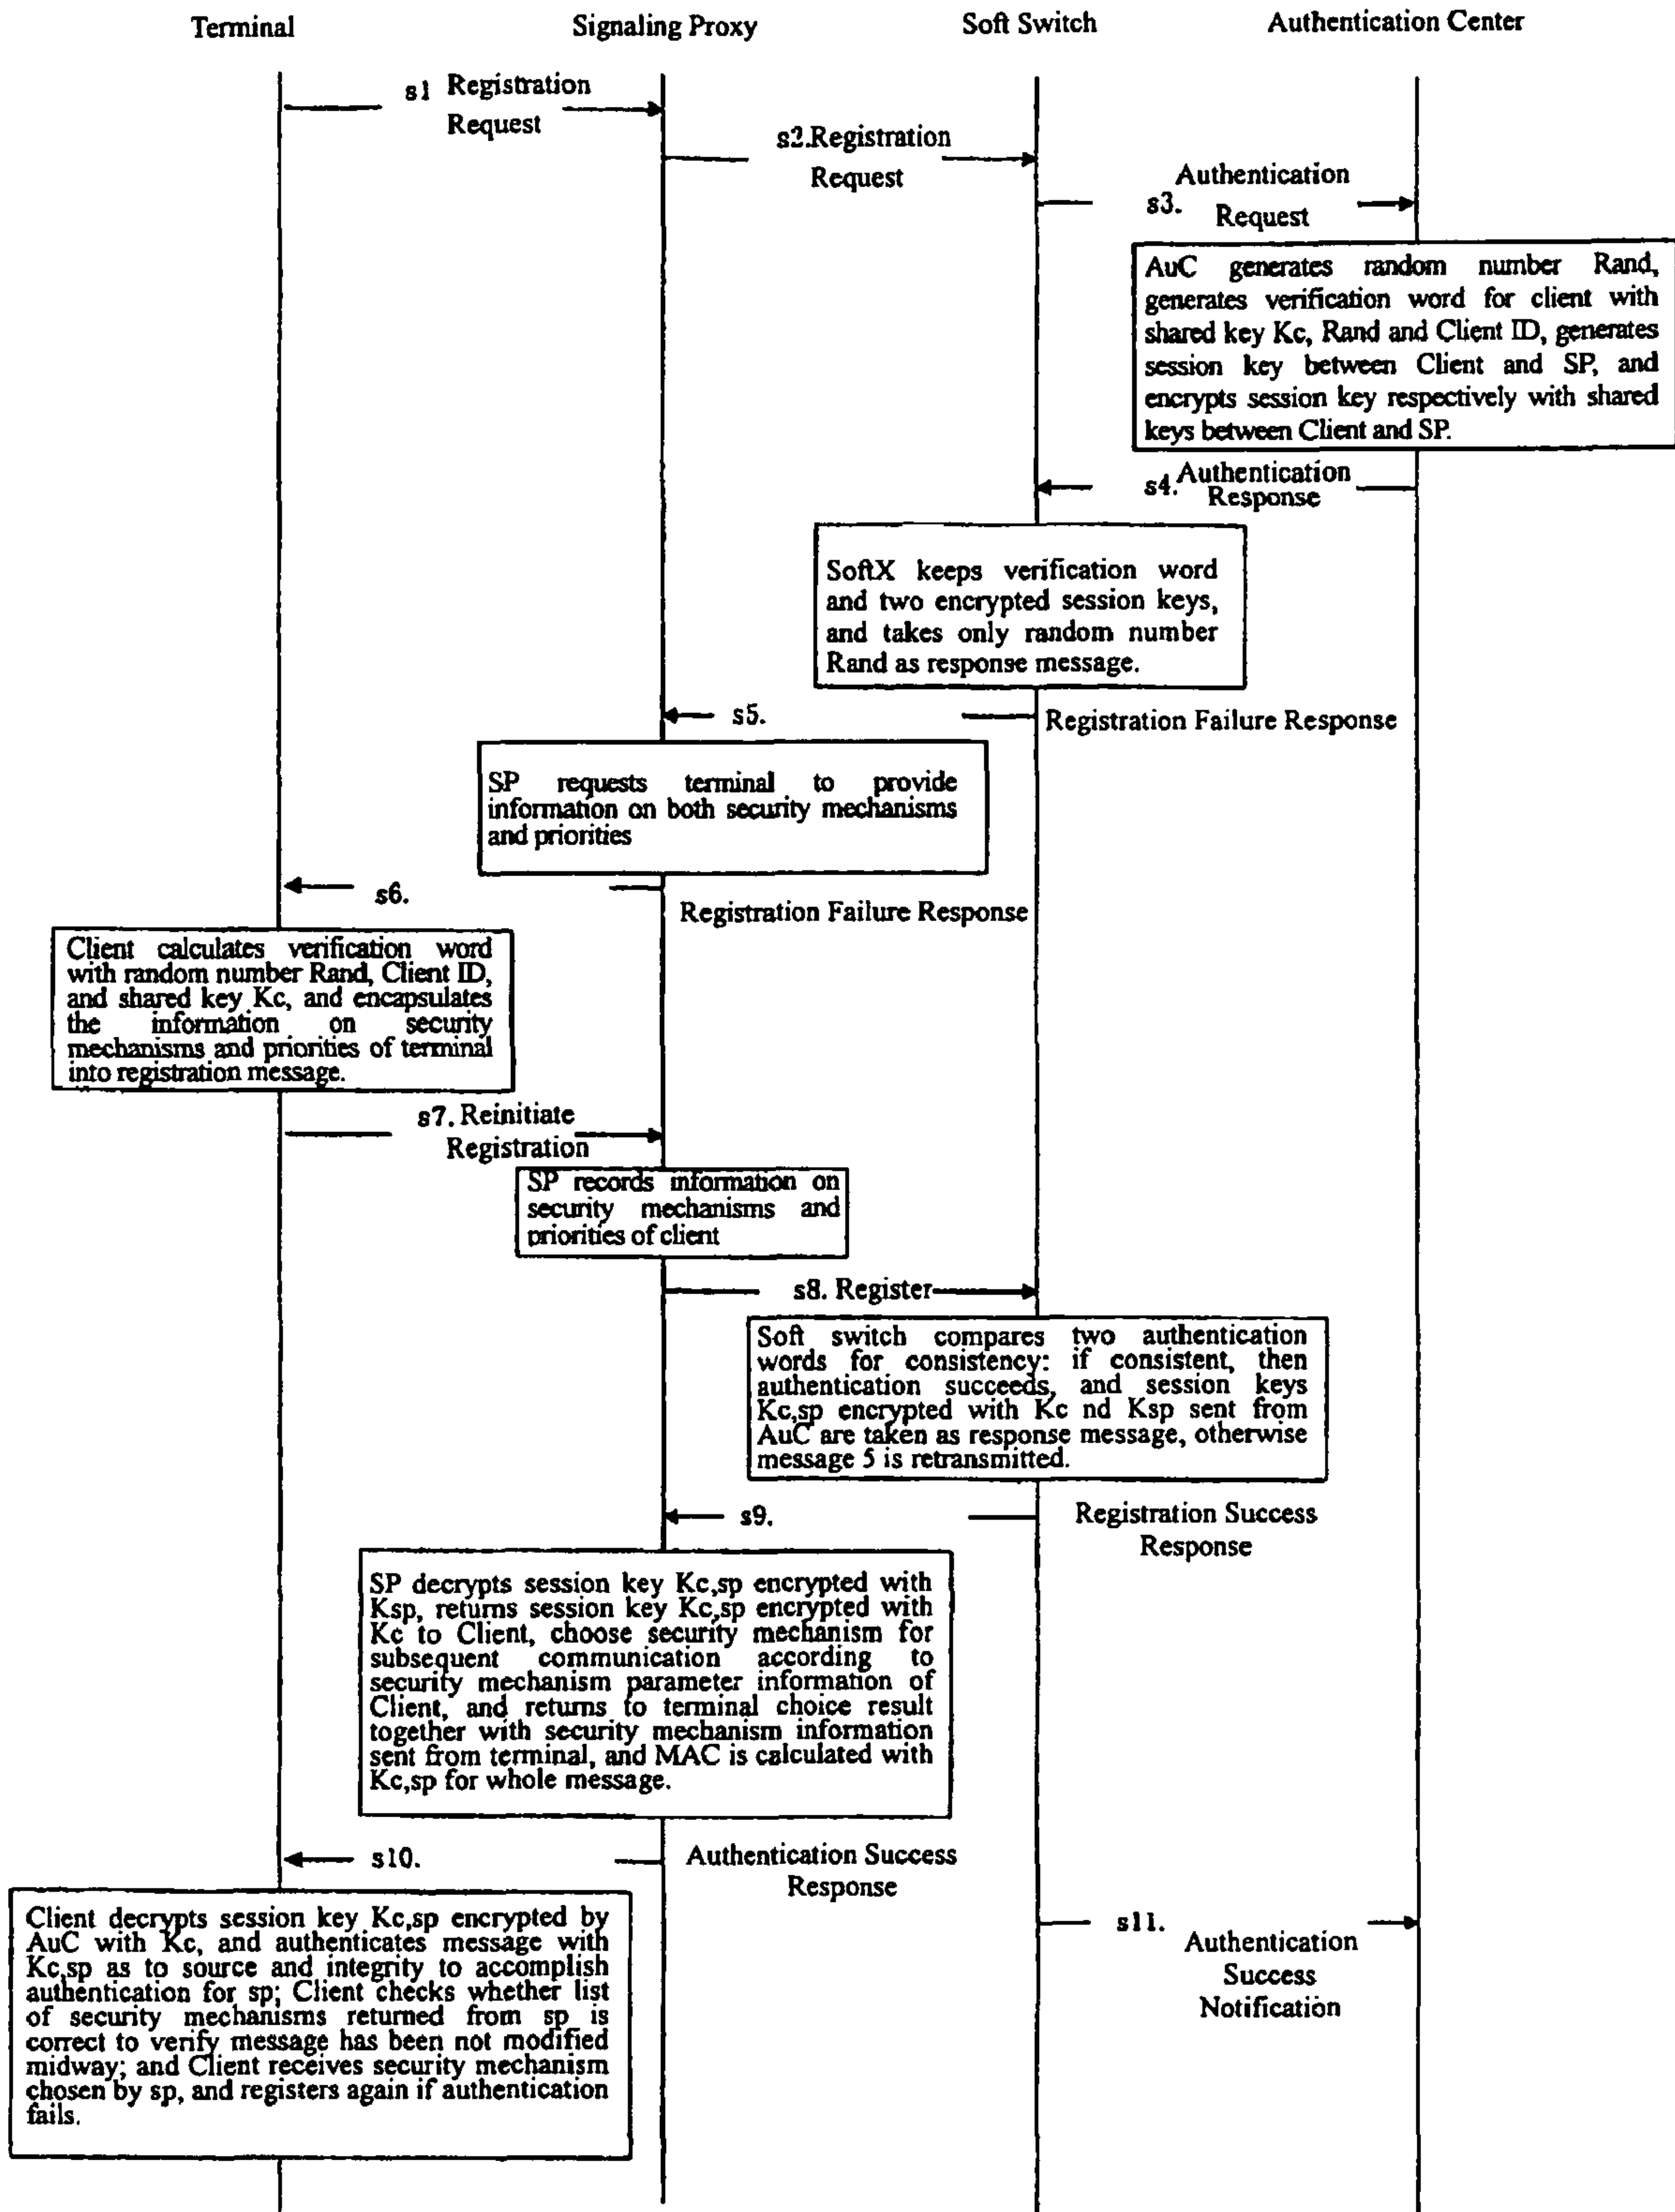 Terminal
Signaling Proxy
Soft Switch
Authentication Center
s1 Registration
Request
s2.Registration
Request
Authentication
s3. Request
AuC generates random number Rand,
generates verification word for client with
shared key Kc, Rand and Client ID, generates
session key between Client and SP, and
encrypts session key respectively with shared
keys between Client and SP.
s4. Authentication
Response
SoftX keeps verification word
and two encrypted session keys,
and takes only random number
Rand as response message.
s5.
Registration Failure Response
SP requests terminal to provide
information on both security mechanisms
and priorities
s6.
Registration Failure Response
Client calculates verification word
with random number Rand, Client ID,
and shared key Kc, and encapsulates
the information on security
mechanisms and priorities of terminal
into registration message.
s7. Reinitiate
Registration
SP records information on
security mechanisms and
priorities of client
s8. Register
Soft switch compares two authentication
words for consistency: if consistent, then
authentication succeeds, and session keys
Kc,sp encrypted with Kc nd Ksp sent from
AuC are taken as response message, otherwise
message 5 is retransmitted.
s9.
Registration Success
Response
SP decrypts session key Kc,sp encrypted with
Ksp, returns session key Kc,sp encrypted with
Kc to Client, choose security mechanism for
subsequent communication according to
security mechanism parameter information of
Client, and returns to terminal choice result
together with security mechanism information
sent from terminal, and MAC is calculated with
Kc,sp for whole message.
s10.
Authentication Success
Response
Client decrypts session key Kc,sp encrypted by
AuC with Kc, and authenticates message with
Kc,sp as to source and integrity to accomplish
authentication for sp; Client checks whether list
of security mechanisms returned from sp is
correct to verify message has been not modified
midway; and Client receives security mechanism
chosen by sp, and registers again if authentication
fails.
s11.
Authentication
Success
Notification